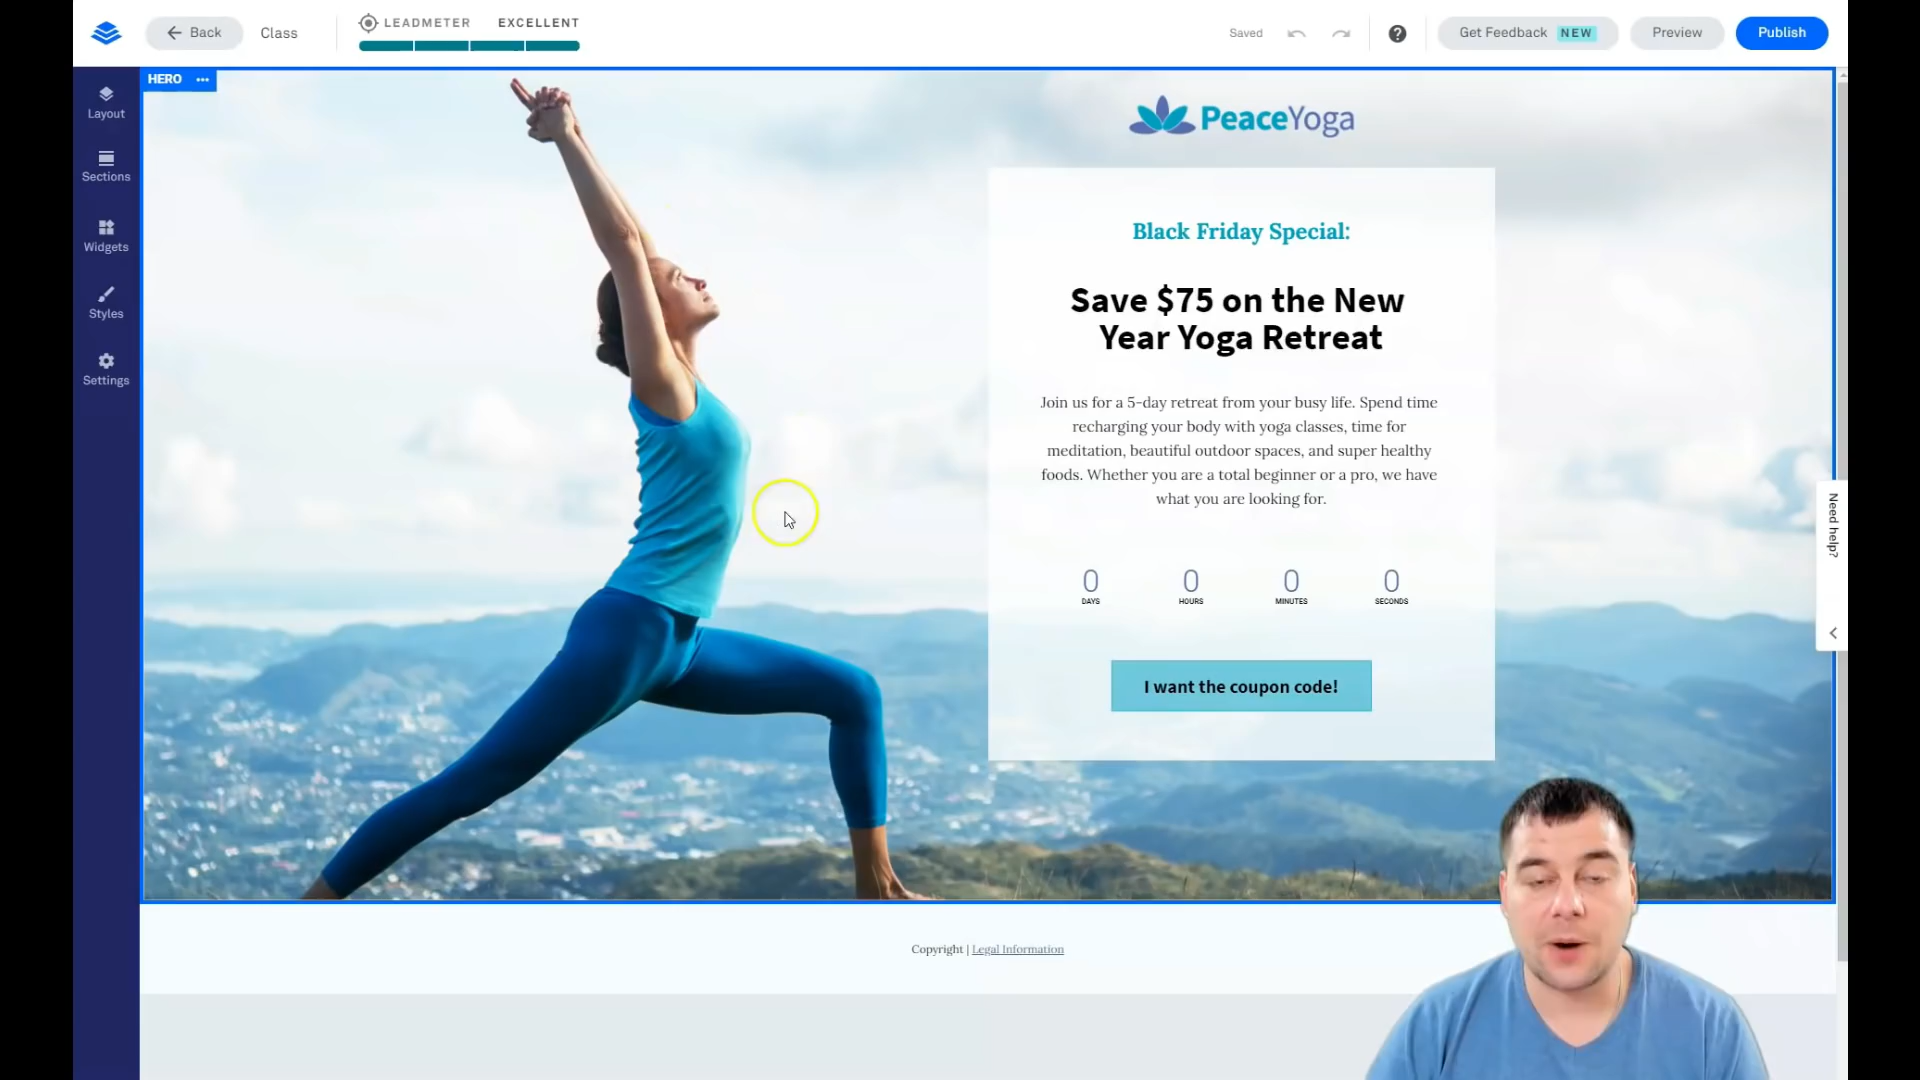 Back
Class
LEADMETER EXCELLENT
Saved
Get Feedback NEW
Preview
Publish
HERO
Layout
Sections
Widgets
Styles
Settings
PeaceYoga
Black Friday Special:
Save $75 on the New
Year Yoga Retreat
Join us for a 5-day retreat from your busy life. Spend time
recharging your body with yoga classes, time for
meditation, beautiful outdoor spaces, and super healthy
foods. Whether you are a total beginner or a pro, we have
what you are looking for.
0 0 0 0
DAYS HOURS MINUTES SECONDS
I want the coupon code!
Need help?
Copyright | Legal Information